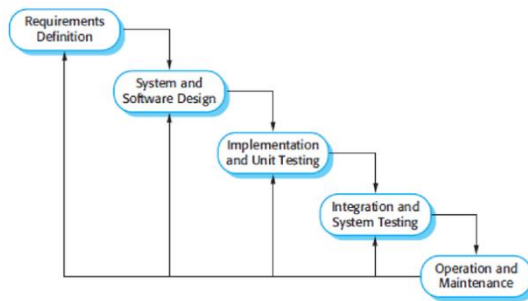 Requirements
Definition
System and
Software Design
Implementation
and Unit Testing
Integration and
System Testing
Operation and
Maintenance